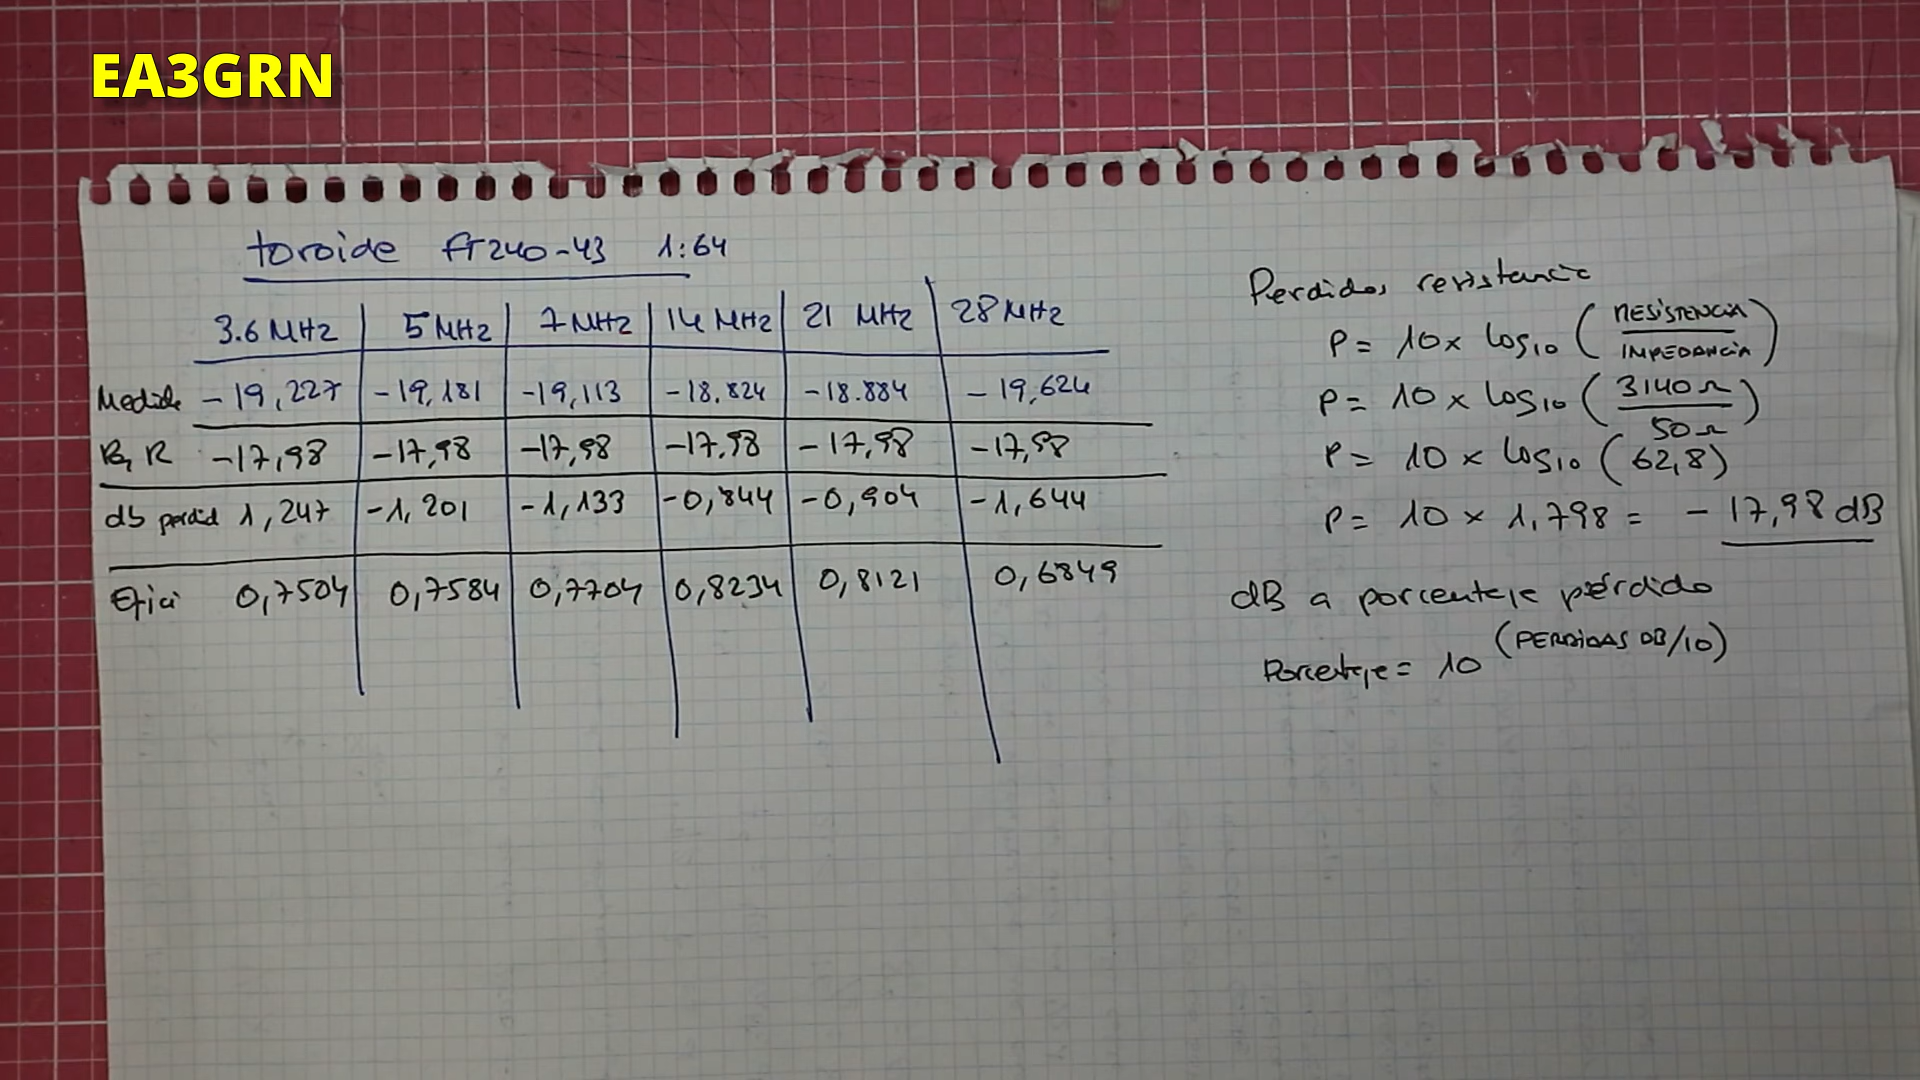 EA3GRN
toroide FT240-43 1:64
3.6 MHz 5 MHz 7 MHz 14 MHz 21 MHz 28 MHz
Medida -19,227 -19,181 -19,113 -18.824 -18.884 -19,624
R -17,98 -17,98 -17,98 -17,98 -17,98 -17,98
db perdid 1,247 -1,201 -1,133 -0,844 -0,904 -1,644
Efici 0,7504 0,7584 0,7704 0,8234 0,8121 0,6849
Perdidas resistencia
P = 10 x Log10 (RESISTENCIA / IMPEDANCIA)
P = 10 x Log10 (3140 Ω / 50 Ω)
P = 10 x Log10 (62,8)
P = 10 x 1,798 = - 17,98 dB
dB a porcentaje pérdido
Porcetaje = 10 (PERDIDAS DB/10)